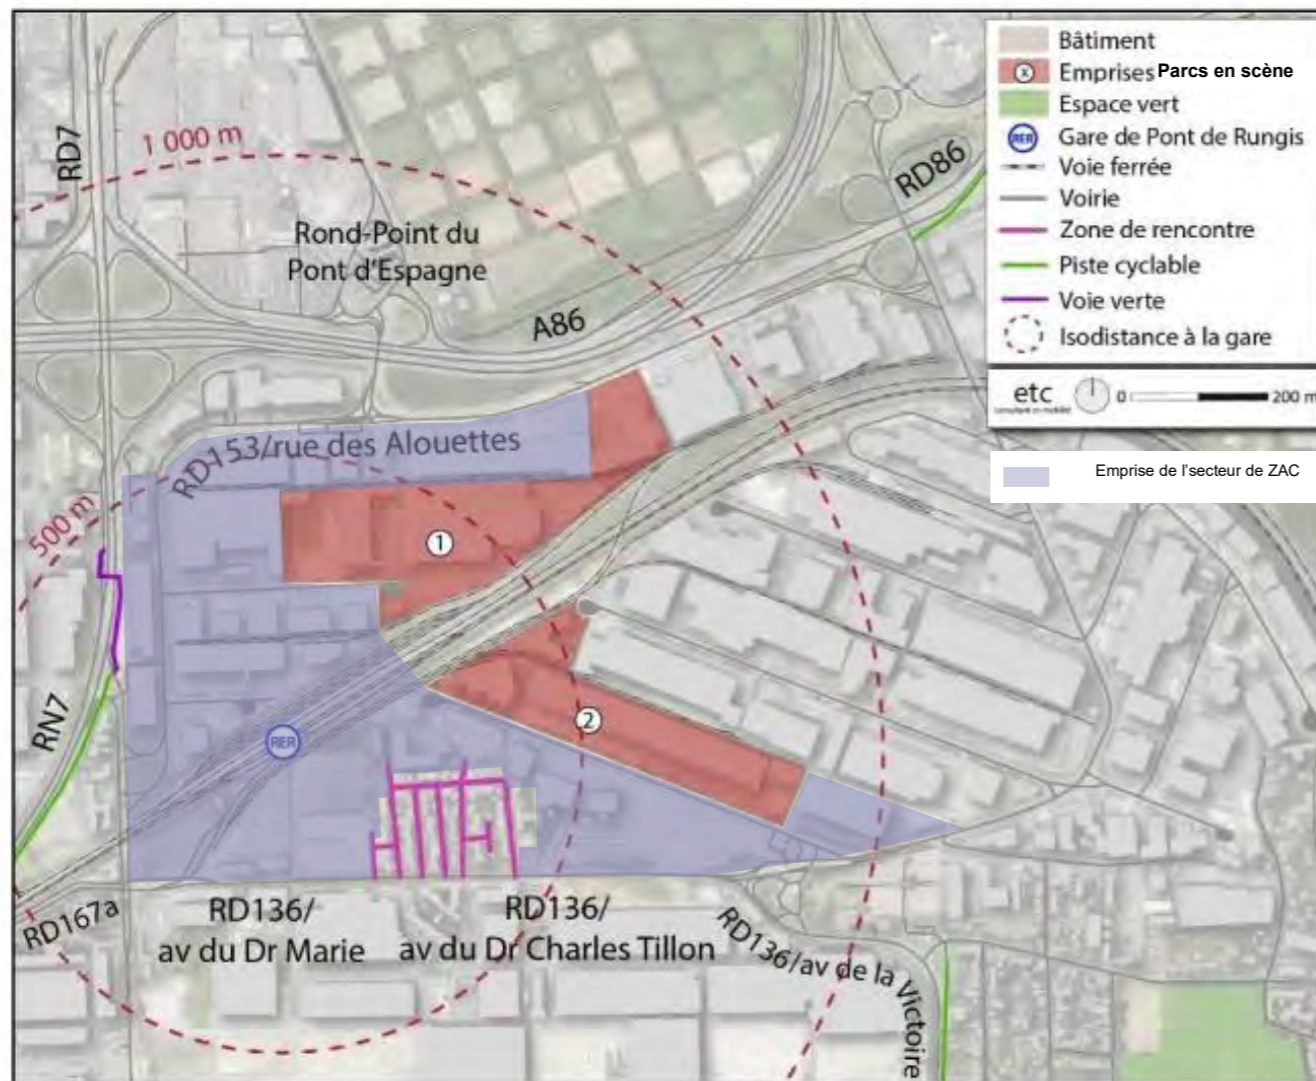 Bâtiment
x Emprises Parcs en scène
Espace vert
RER Gare de Pont de Rungis
Voie ferrée
Voirie
Zone de rencontre
Piste cyclable
Voie verte
Isodistance à la gare
etc 0 200 m
Emprise de l'secteur de ZAC
RD7
1 000 m
RD86
Rond-Point du
Pont d'Espagne
A86
RD153/rue des Alouettes
500 m
1
RN7
2
RER
RD167a
RD136/
av du Dr Marie
RD136/
av du Dr Charles Tillon
RD136/av de la Victoire